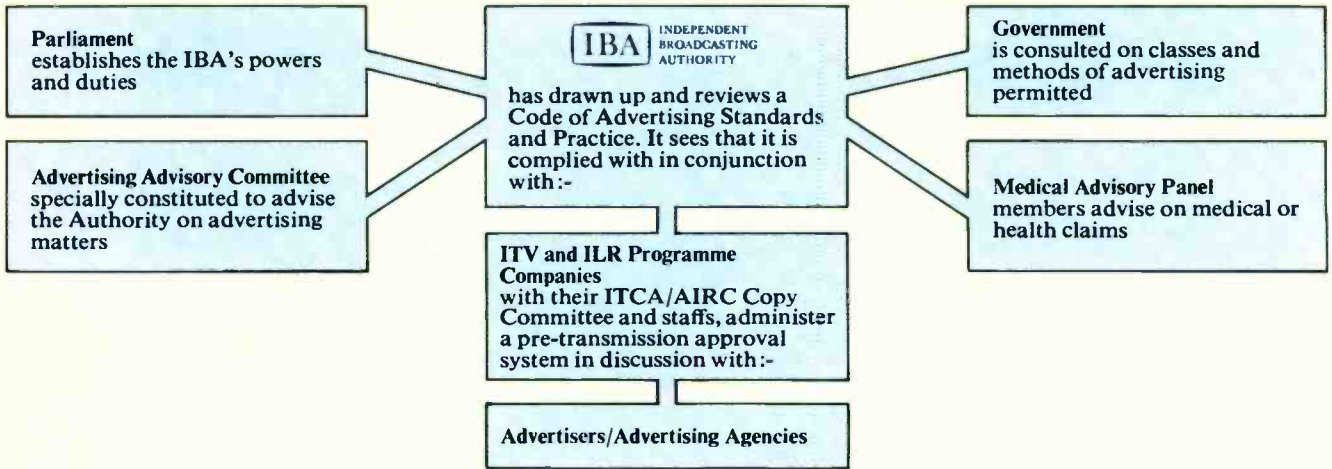 Parliament
establishes the IBA's powers
and duties
Advertising Advisory Committee
specially constituted to advise
the Authority on advertising
matters
IBA
INDEPENDENT
BROADCASTING
AUTHORITY
has drawn up and reviews a
Code of Advertising Standards
and Practice. It sees that it is
complied with in conjunction
with:-
ITV and ILR Programme
Companies
with their ITCA/AIRC Copy
Committee and staffs, administer
a pre-transmission approval
system in discussion with:-
Advertisers/Advertising Agencies
Government
is consulted on classes and
methods of advertising
permitted
Medical Advisory Panel
members advise on medical or
health claims